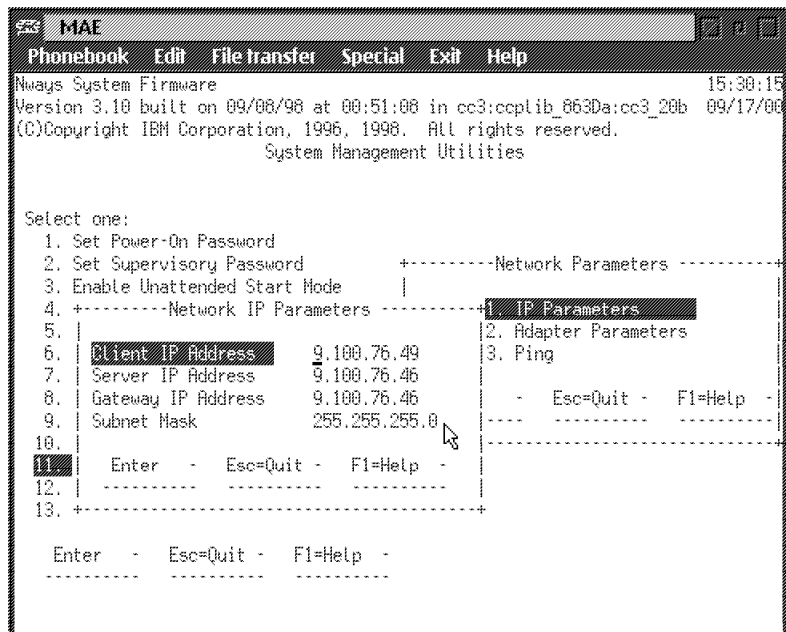 MAE
Phonebook Edit File transfer Special Exit Help
Nways System Firmware 15:30:15
Version 3.10 built on 09/08/98 at 00:51:08 in cc3:ccplib_863Da:cc3_20b 09/17/00
(C)Copyright IBM Corporation, 1996, 1998. All rights reserved.
System Management Utilities
Select one:
1. Set Power-On Password
2. Set Supervisory Password
3. Enable Unattended Start Mode
4.
5.
6.
7.
8.
9.
10.
11.
12.
13.
Network Parameters
1. IP Parameters
2. Adapter Parameters
3. Ping
- Esc=Quit - F1=Help -
Network IP Parameters
Client IP Address 9.100.76.49
Server IP Address 9.100.76.46
Gateway IP Address 9.100.76.46
Subnet Mask 255.255.255.0
Enter - Esc=Quit - F1=Help -
Enter - Esc=Quit - F1=Help -